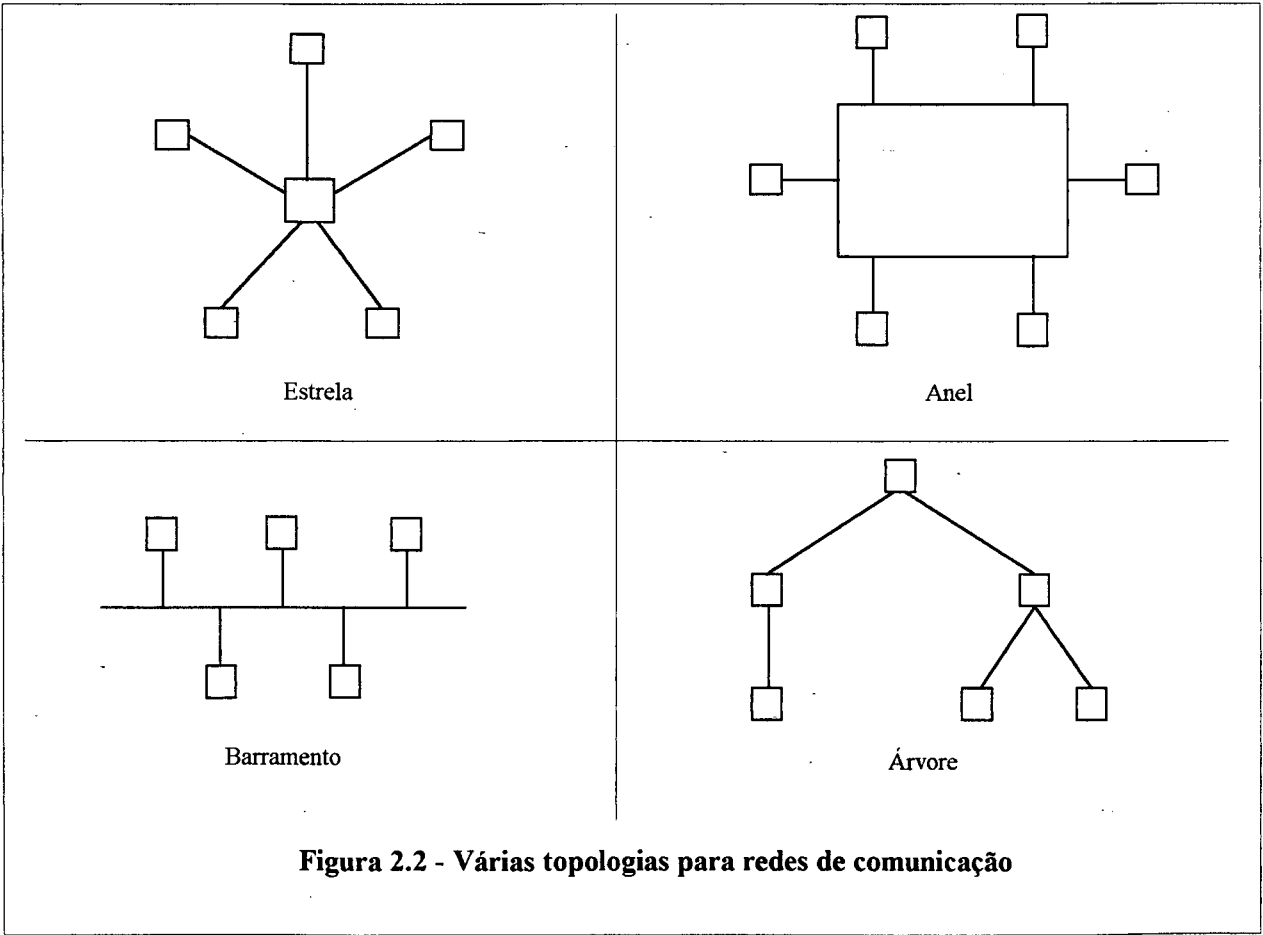 Estrela
Anel
Barramento
Árvore
Figura 2.2 - Várias topologias para redes de comunicação